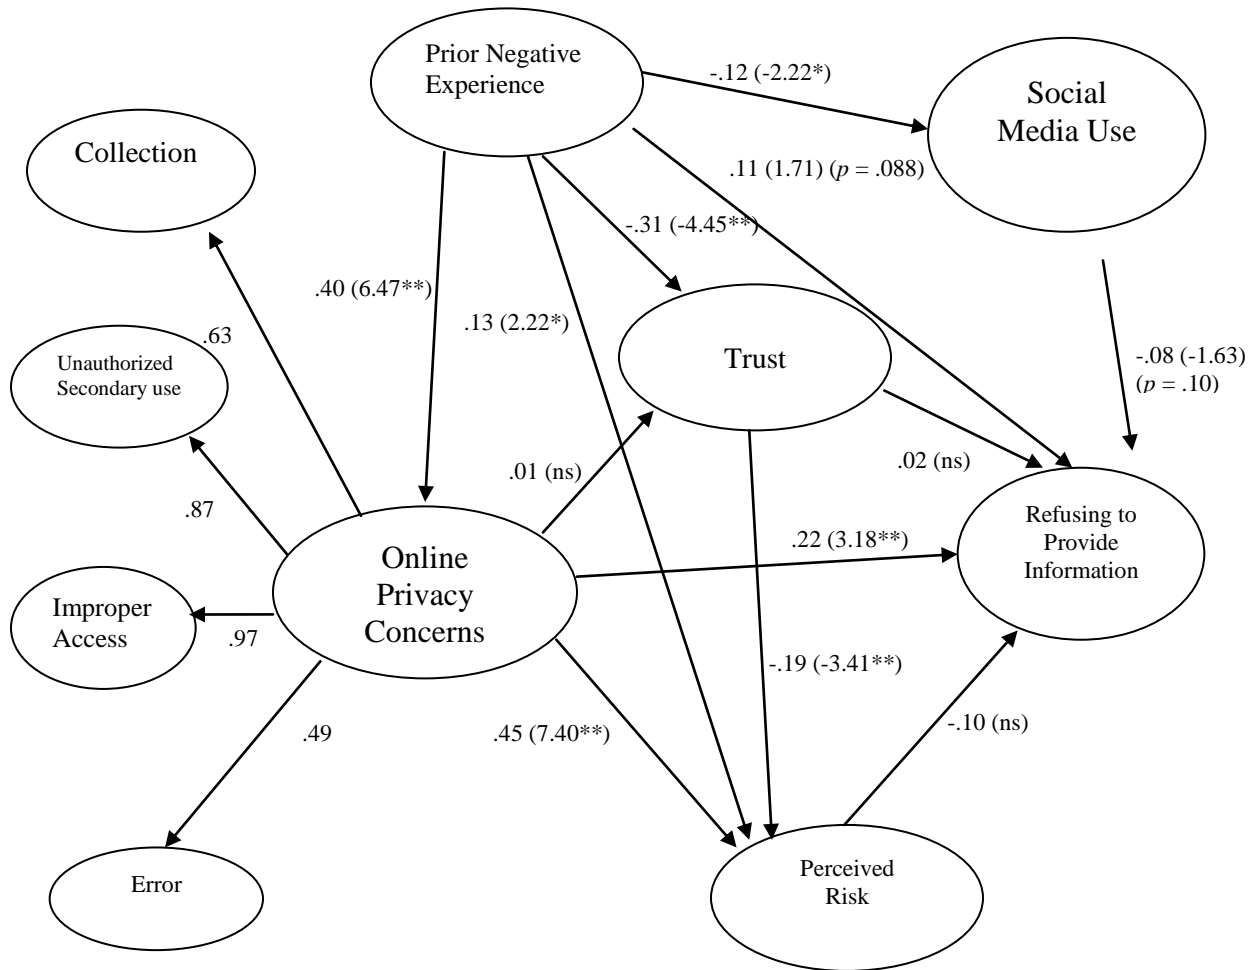 Prior Negative
Experience
-.12 (-2.22*)
Social
Media Use
Collection
.11 (1.71) (p = .088)
-.31 (-4.45**)
.40 (6.47**)
.13 (2.22*)
.63
Unauthorized
Secondary use
Trust
-.08 (-1.63)
(p = .10)
.01 (ns)
.02 (ns)
.87
Refusing to
Provide
Information
.22 (3.18**)
Online
Privacy
Concerns
Improper
Access
.97
-.19 (-3.41**)
.49
.45 (7.40**)
-.10 (ns)
Error
Perceived
Risk